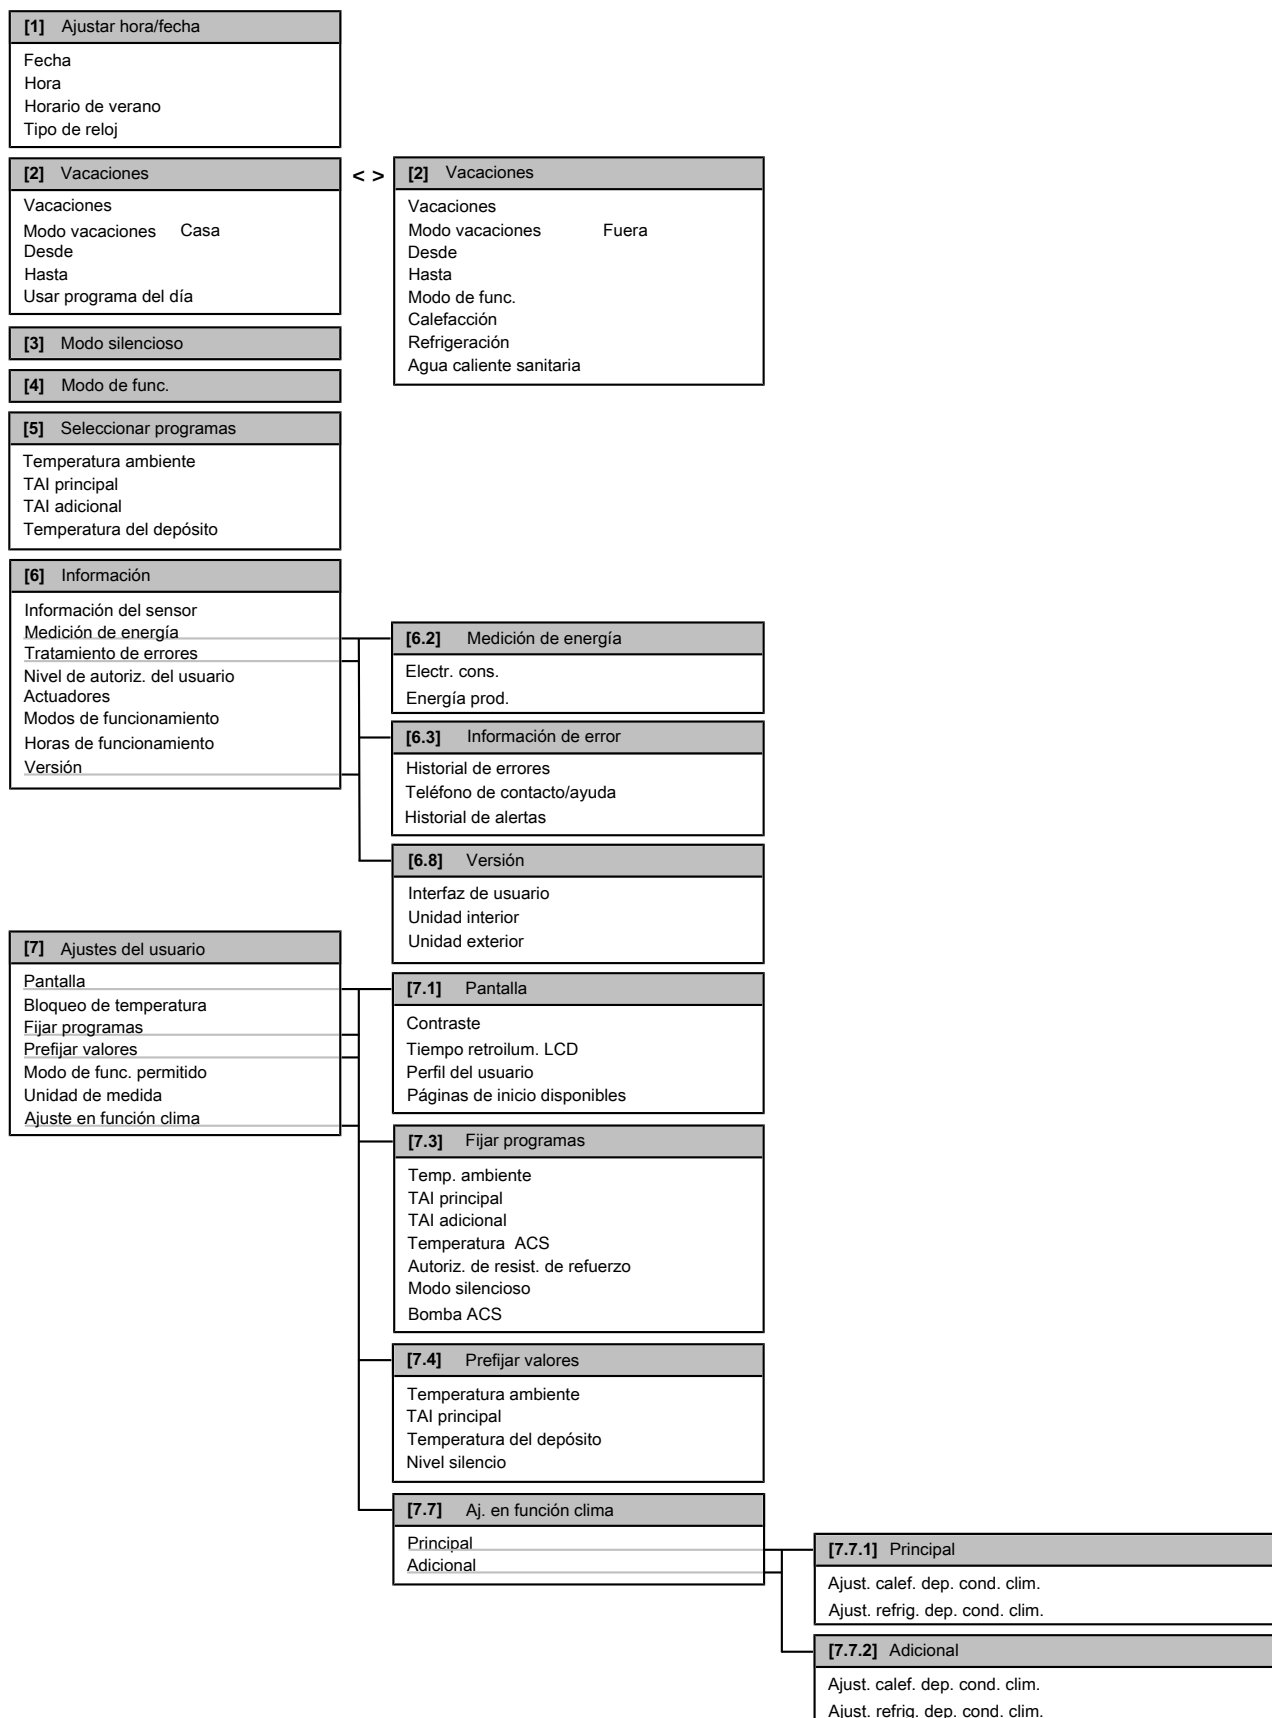 [1] Ajustar hora/fecha
Fecha
Hora
Horario de verano
Tipo de reloj
[2] Vacaciones
Vacaciones
Modo vacaciones Casa
Desde
Hasta
Usar programa del día
< >
[2] Vacaciones
Vacaciones
Modo vacaciones Fuera
Desde
Hasta
Modo de func.
Calefacción
Refrigeración
Agua caliente sanitaria
[3] Modo silencioso
[4] Modo de func.
[5] Seleccionar programas
Temperatura ambiente
TAI principal
TAI adicional
Temperatura del depósito
[6] Información
Información del sensor
Medición de energía
Tratamiento de errores
Nivel de autoriz. del usuario
Actuadores
Modos de funcionamiento
Horas de funcionamiento
Versión
[6.2] Medición de energía
Electr. cons.
Energía prod.
[6.3] Información de error
Historial de errores
Teléfono de contacto/ayuda
Historial de alertas
[6.8] Versión
Interfaz de usuario
Unidad interior
Unidad exterior
[7] Ajustes del usuario
Pantalla
Bloqueo de temperatura
Fijar programas
Prefijar valores
Modo de func. permitido
Unidad de medida
Ajuste en función clima
[7.1] Pantalla
Contraste
Tiempo retroilum. LCD
Perfil del usuario
Páginas de inicio disponibles
[7.3] Fijar programas
Temp. ambiente
TAI principal
TAI adicional
Temperatura ACS
Autoriz. de resist. de refuerzo
Modo silencioso
Bomba ACS
[7.4] Prefijar valores
Temperatura ambiente
TAI principal
Temperatura del depósito
Nivel silencio
[7.7] Aj. en función clima
Principal
Adicional
[7.7.1] Principal
Ajust. calef. dep. cond. clim.
Ajust. refrig. dep. cond. clim.
[7.7.2] Adicional
Ajust. calef. dep. cond. clim.
Ajust. refrig. dep. cond. clim.